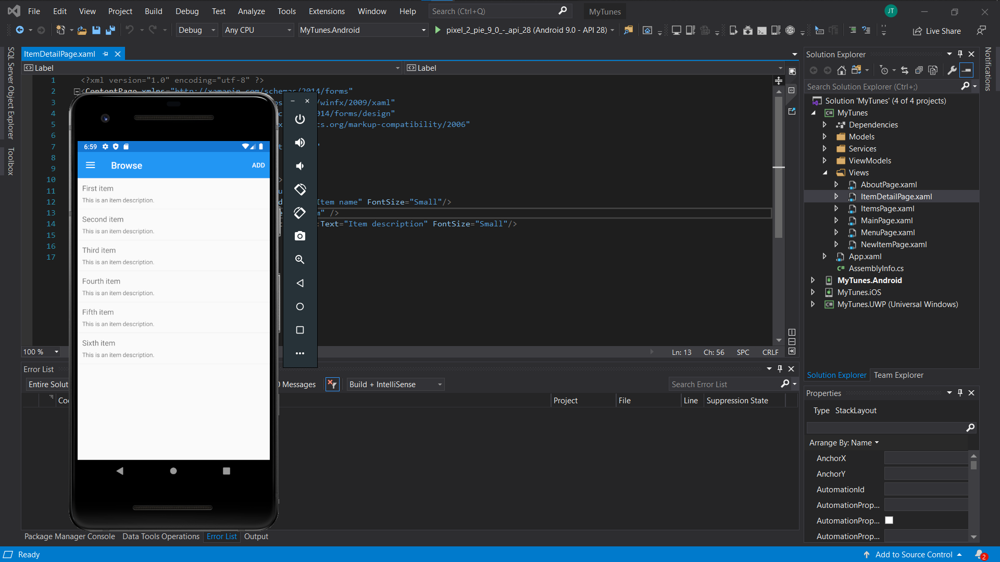 File Edit View Project Build Debug Test Analyze Tools Extensions Window Help Search (Ctrl+Q) MyTunes JT
Debug Any CPU MyTunes.Android pixel_2_pie_9_0_-_api_28 (Android 9.0 - API 28) Live Share
SQL Server Object Explorer
Toolbox
ItemDetailPage.xaml
Label Label
1 <?xml version="1.0" encoding="utf-8" ?>
2 <ContentPage xmlns="http://xamarin.com/schemas/2014/forms"
3 /winfx/2009/xaml"
4 014/forms/design"
5 ts.org/markup-compatibility/2006"
6
7 "
8
9
10 >
11
12 Item name" FontSize="Small"/>
13 " />
14 :Text="Item description" FontSize="Small"/>
15
16
17
6:59
Browse ADD
First item
This is an item description.
Second item
This is an item description.
Third item
This is an item description.
Fourth item
This is an item description.
Fifth item
This is an item description.
Sixth item
This is an item description.
100 % Ln: 13 Ch: 56 SPC CRLF
Error List
Entire Solut Messages Build + IntelliSense Search Error List
Project File Line Suppression State
Package Manager Console Data Tools Operations Error List Output
Solution Explorer
Search Solution Explorer (Ctrl+;)
Solution 'MyTunes' (4 of 4 projects)
C# MyTunes
Dependencies
Models
Services
ViewModels
Views
AboutPage.xaml
ItemDetailPage.xaml
ItemsPage.xaml
MainPage.xaml
MenuPage.xaml
NewItemPage.xaml
App.xaml
C# AssemblyInfo.cs
MyTunes.Android
MyTunes.iOS
C# MyTunes.UWP (Universal Windows)
Solution Explorer Team Explorer
Properties
Type StackLayout
Arrange By: Name
AnchorX
AnchorY
AutomationId
AutomationProp...
AutomationProp...
AutomationProp...
Notifications
Ready Add to Source Control 2